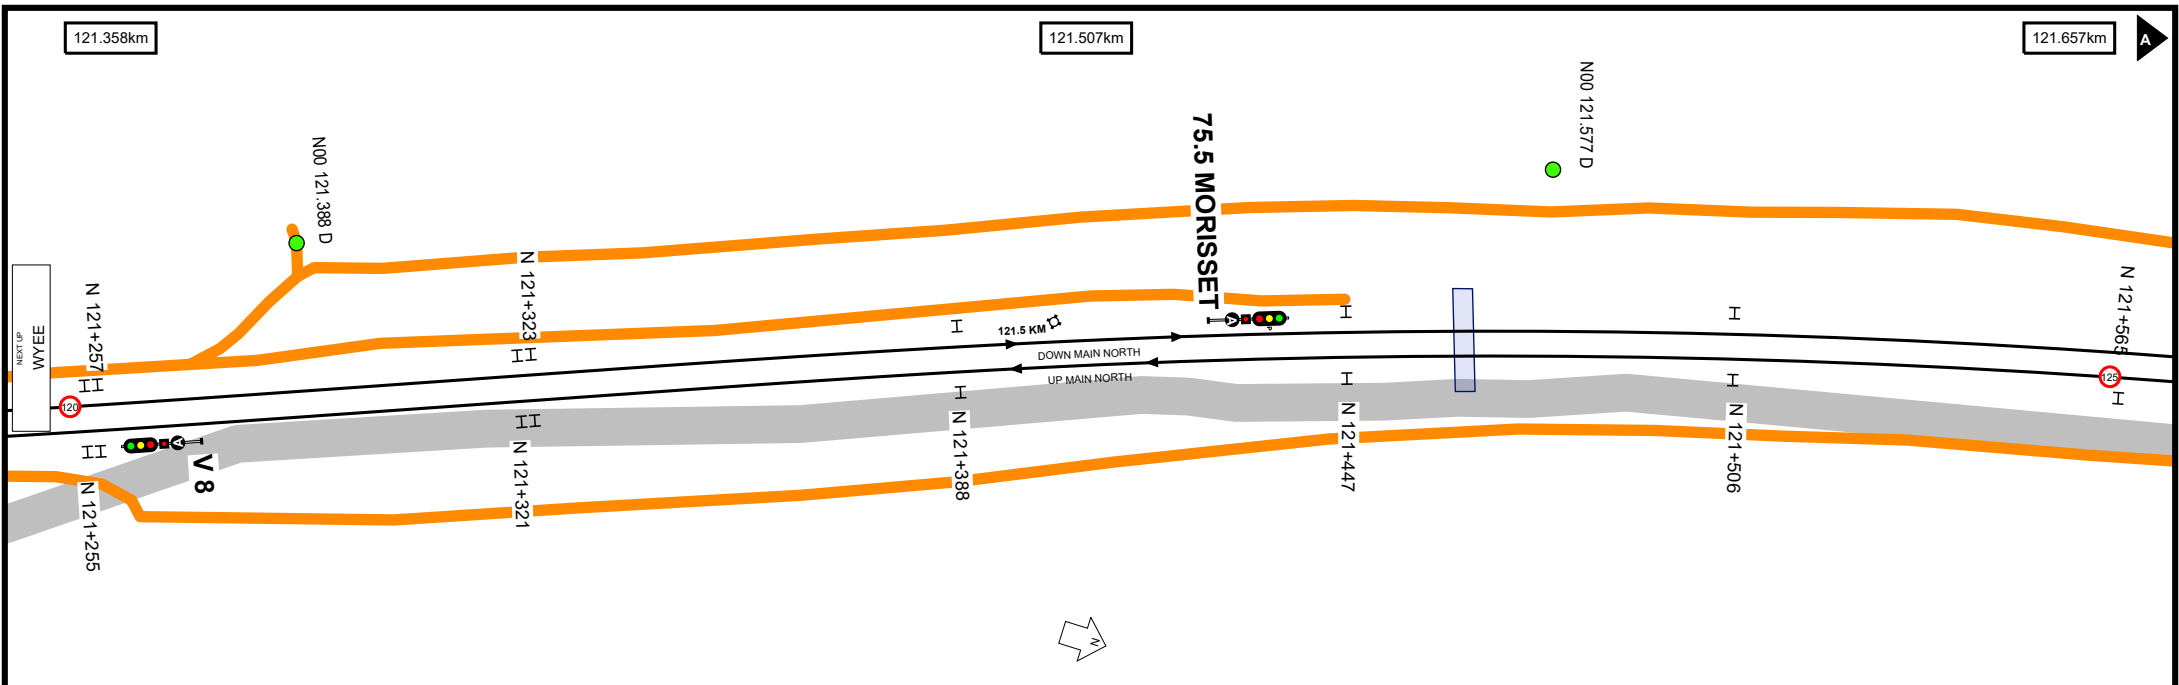 121.358km
121.507km
121.657km
A
N00 121.388 D
75.5 MORISSET
N00 121.577 D
NEXT UP
WYEE
N 121+257
N 121+323
121.5 KM
DOWN MAIN NORTH
UP MAIN NORTH
A
P
N 121+565
120
125
A
V 8
N 121+255
N 121+321
N 121+388
N 121+447
N 121+506
N